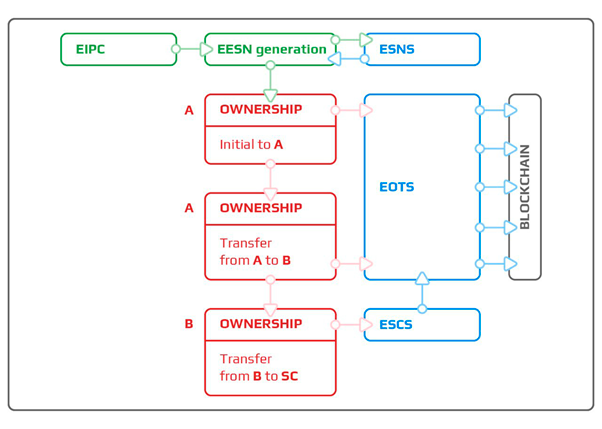 EIPC
EESN generation
ESNS
A
OWNERSHIP
Initial to A
A
OWNERSHIP
Transfer
from A to B
EOTS
BLOCKCHAIN
B
OWNERSHIP
Transfer
from B to SC
ESCS